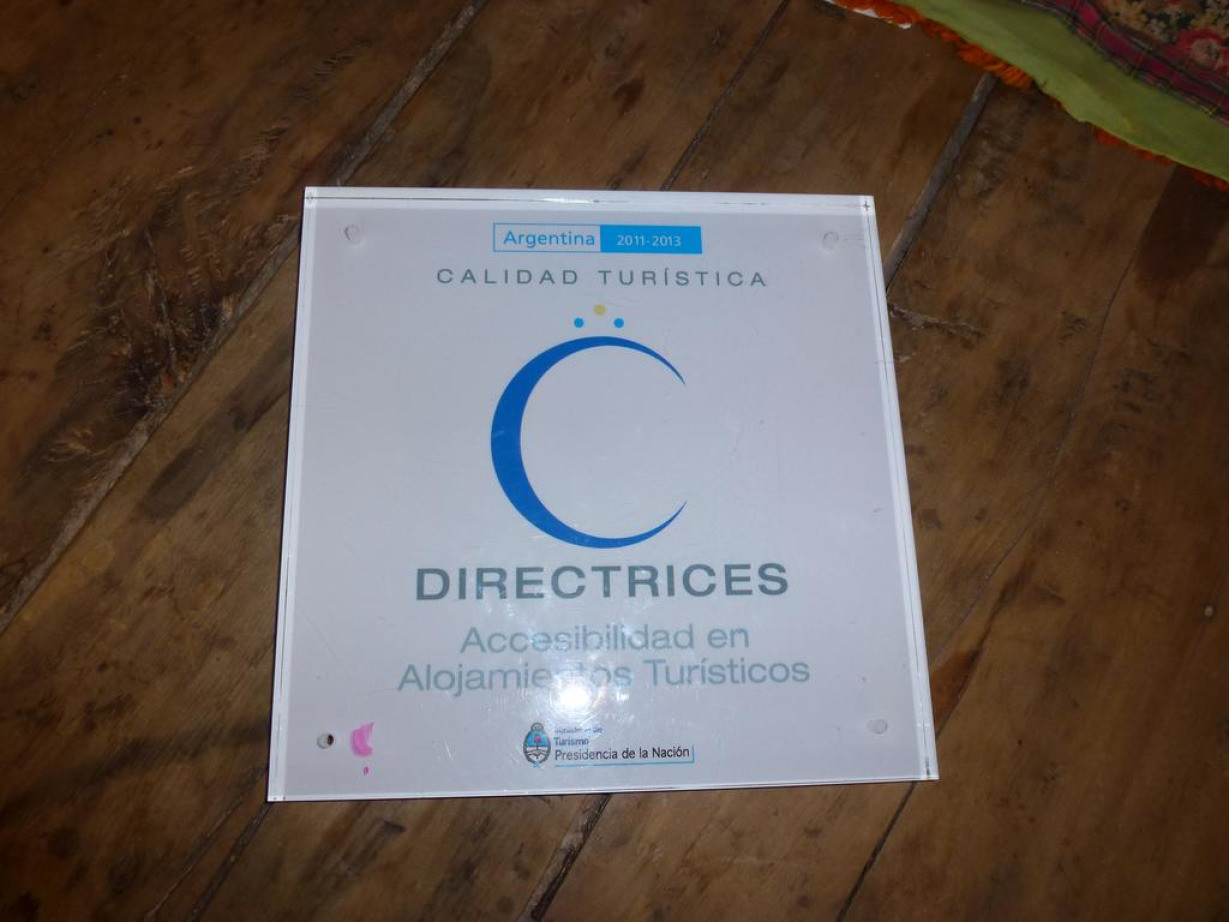 Argentina 2011-2013
CALIDAD TURÍSTICA
DIRECTRICES
Accesibilidad en
Alojamientos Turísticos
Turismo
Presidencia de la Nación